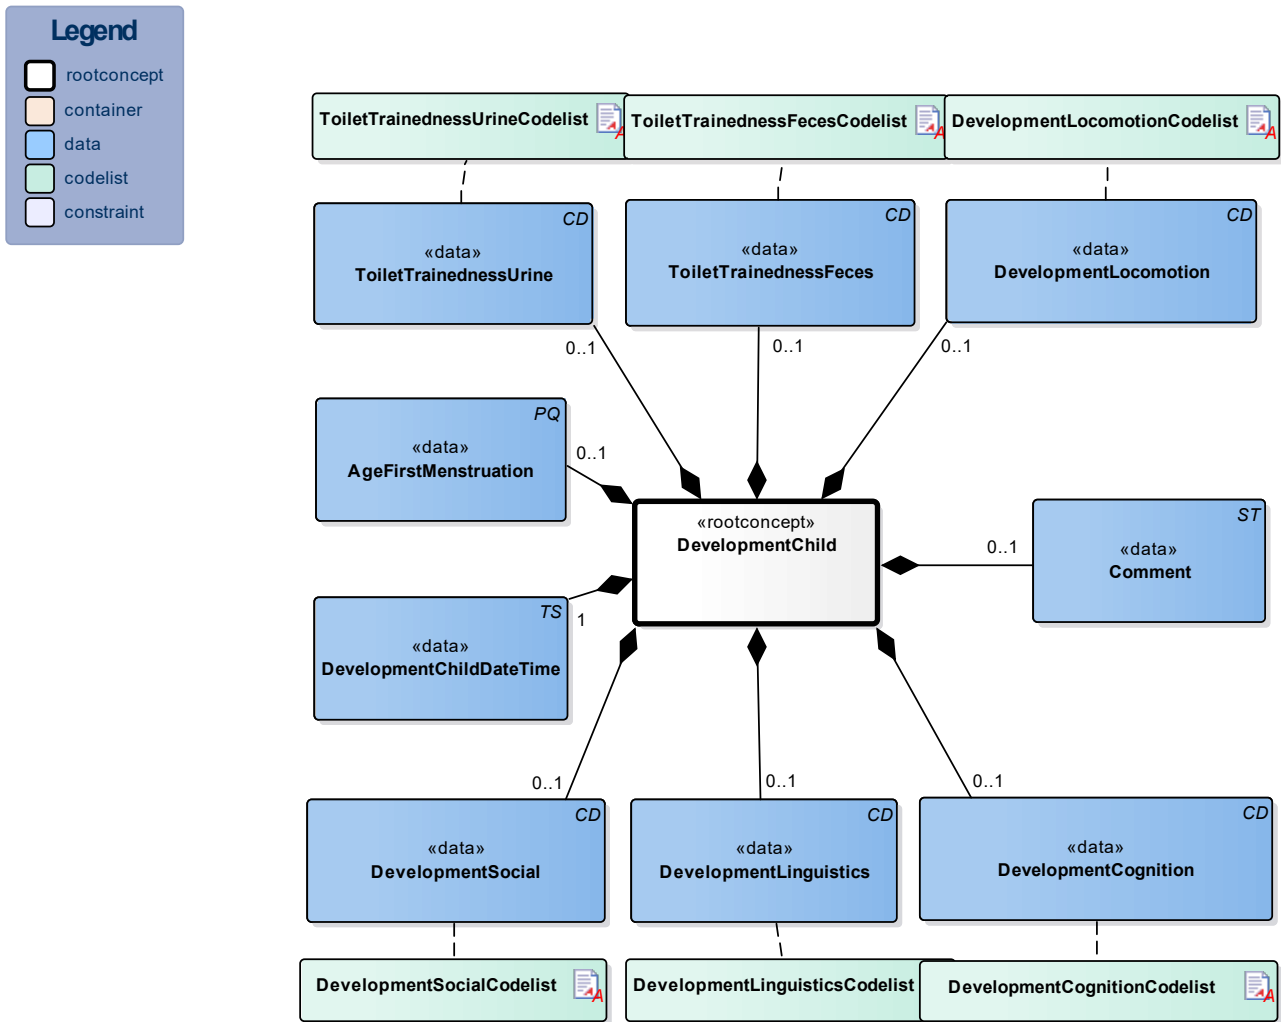 Legend
rootconcept
container
data
codelist
constraint
ToiletTrainednessUrineCodelist
ToiletTrainednessFecesCodelist
DevelopmentLocomotionCodelist
CD
«data»
ToiletTrainednessUrine
CD
«data»
ToiletTrainednessFeces
CD
«data»
DevelopmentLocomotion
0..1
0..1
0..1
PQ
«data»
AgeFirstMenstruation
0..1
«rootconcept»
DevelopmentChild
ST
«data»
Comment
0..1
TS
«data»
DevelopmentChildDateTime
1
0..1
0..1
0..1
CD
«data»
DevelopmentSocial
CD
«data»
DevelopmentLinguistics
CD
«data»
DevelopmentCognition
DevelopmentSocialCodelist
DevelopmentLinguisticsCodelist
DevelopmentCognitionCodelist